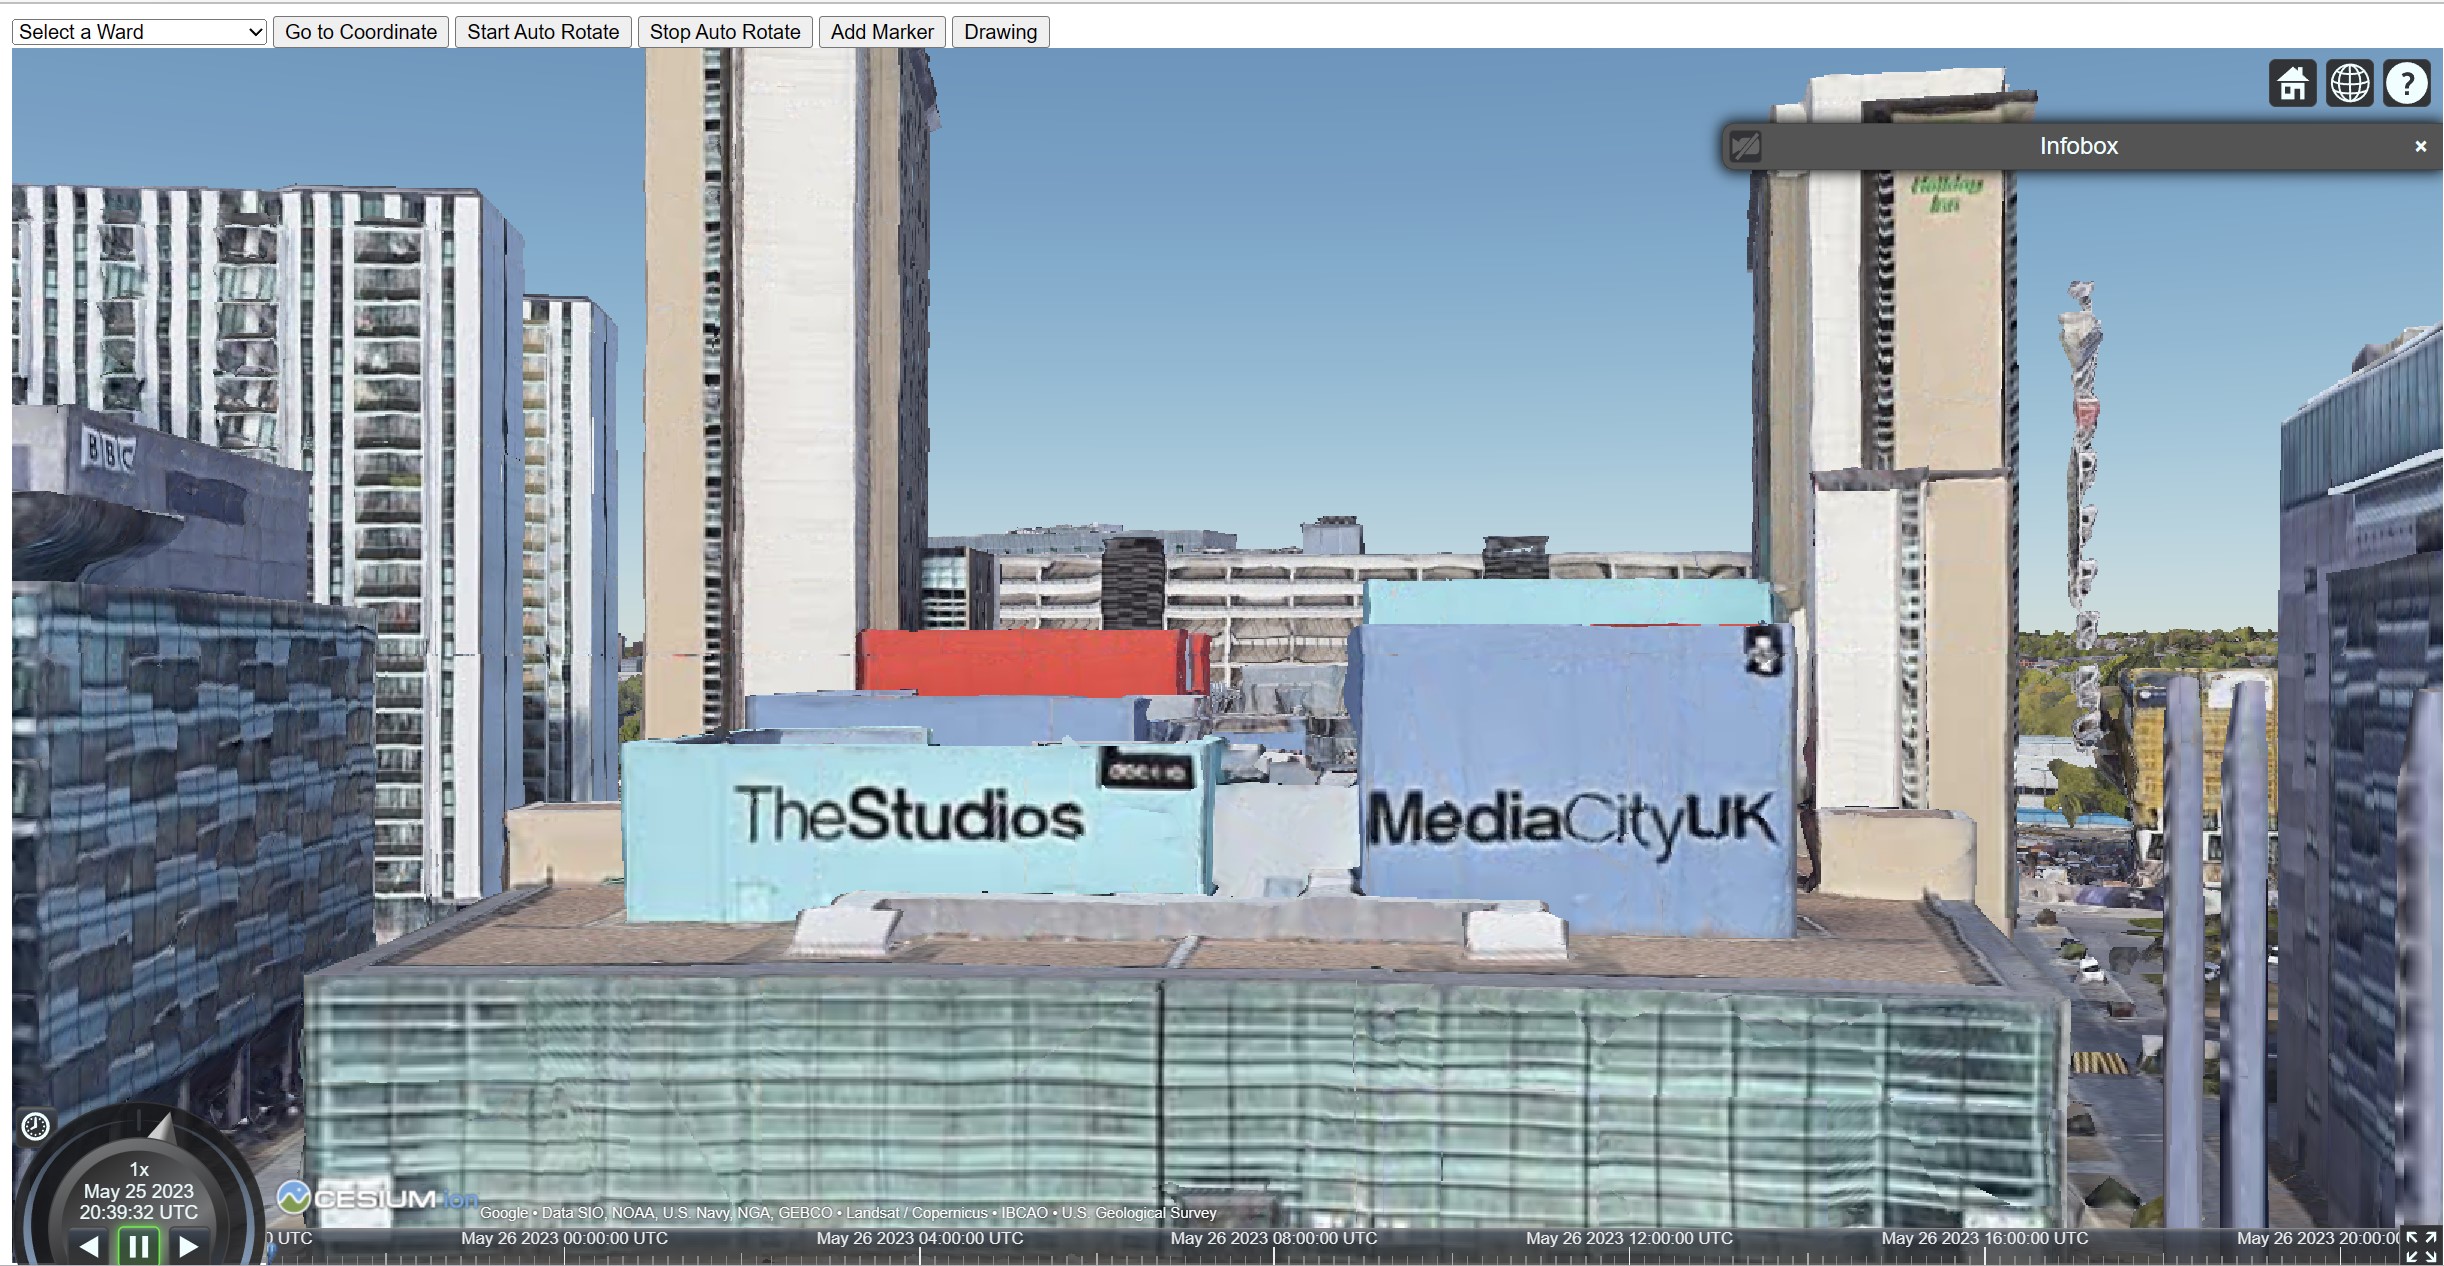 Select a Ward
Go to Coordinate
Start Auto Rotate
Stop Auto Rotate
Add Marker
Drawing
?
Infobox
×
Holiday
Inn
BBC
TheStudios
MediaCityUK
1x
May 25 2023
20:39:32 UTC
CESIUM ion
Google • Data SIO, NOAA, U.S. Navy, NGA, GEBCO • Landsat / Copernicus • IBCAO • U.S. Geological Survey
0 UTC
May 26 2023 00:00:00 UTC
May 26 2023 04:00:00 UTC
May 26 2023 08:00:00 UTC
May 26 2023 12:00:00 UTC
May 26 2023 16:00:00 UTC
May 26 2023 20:00:00